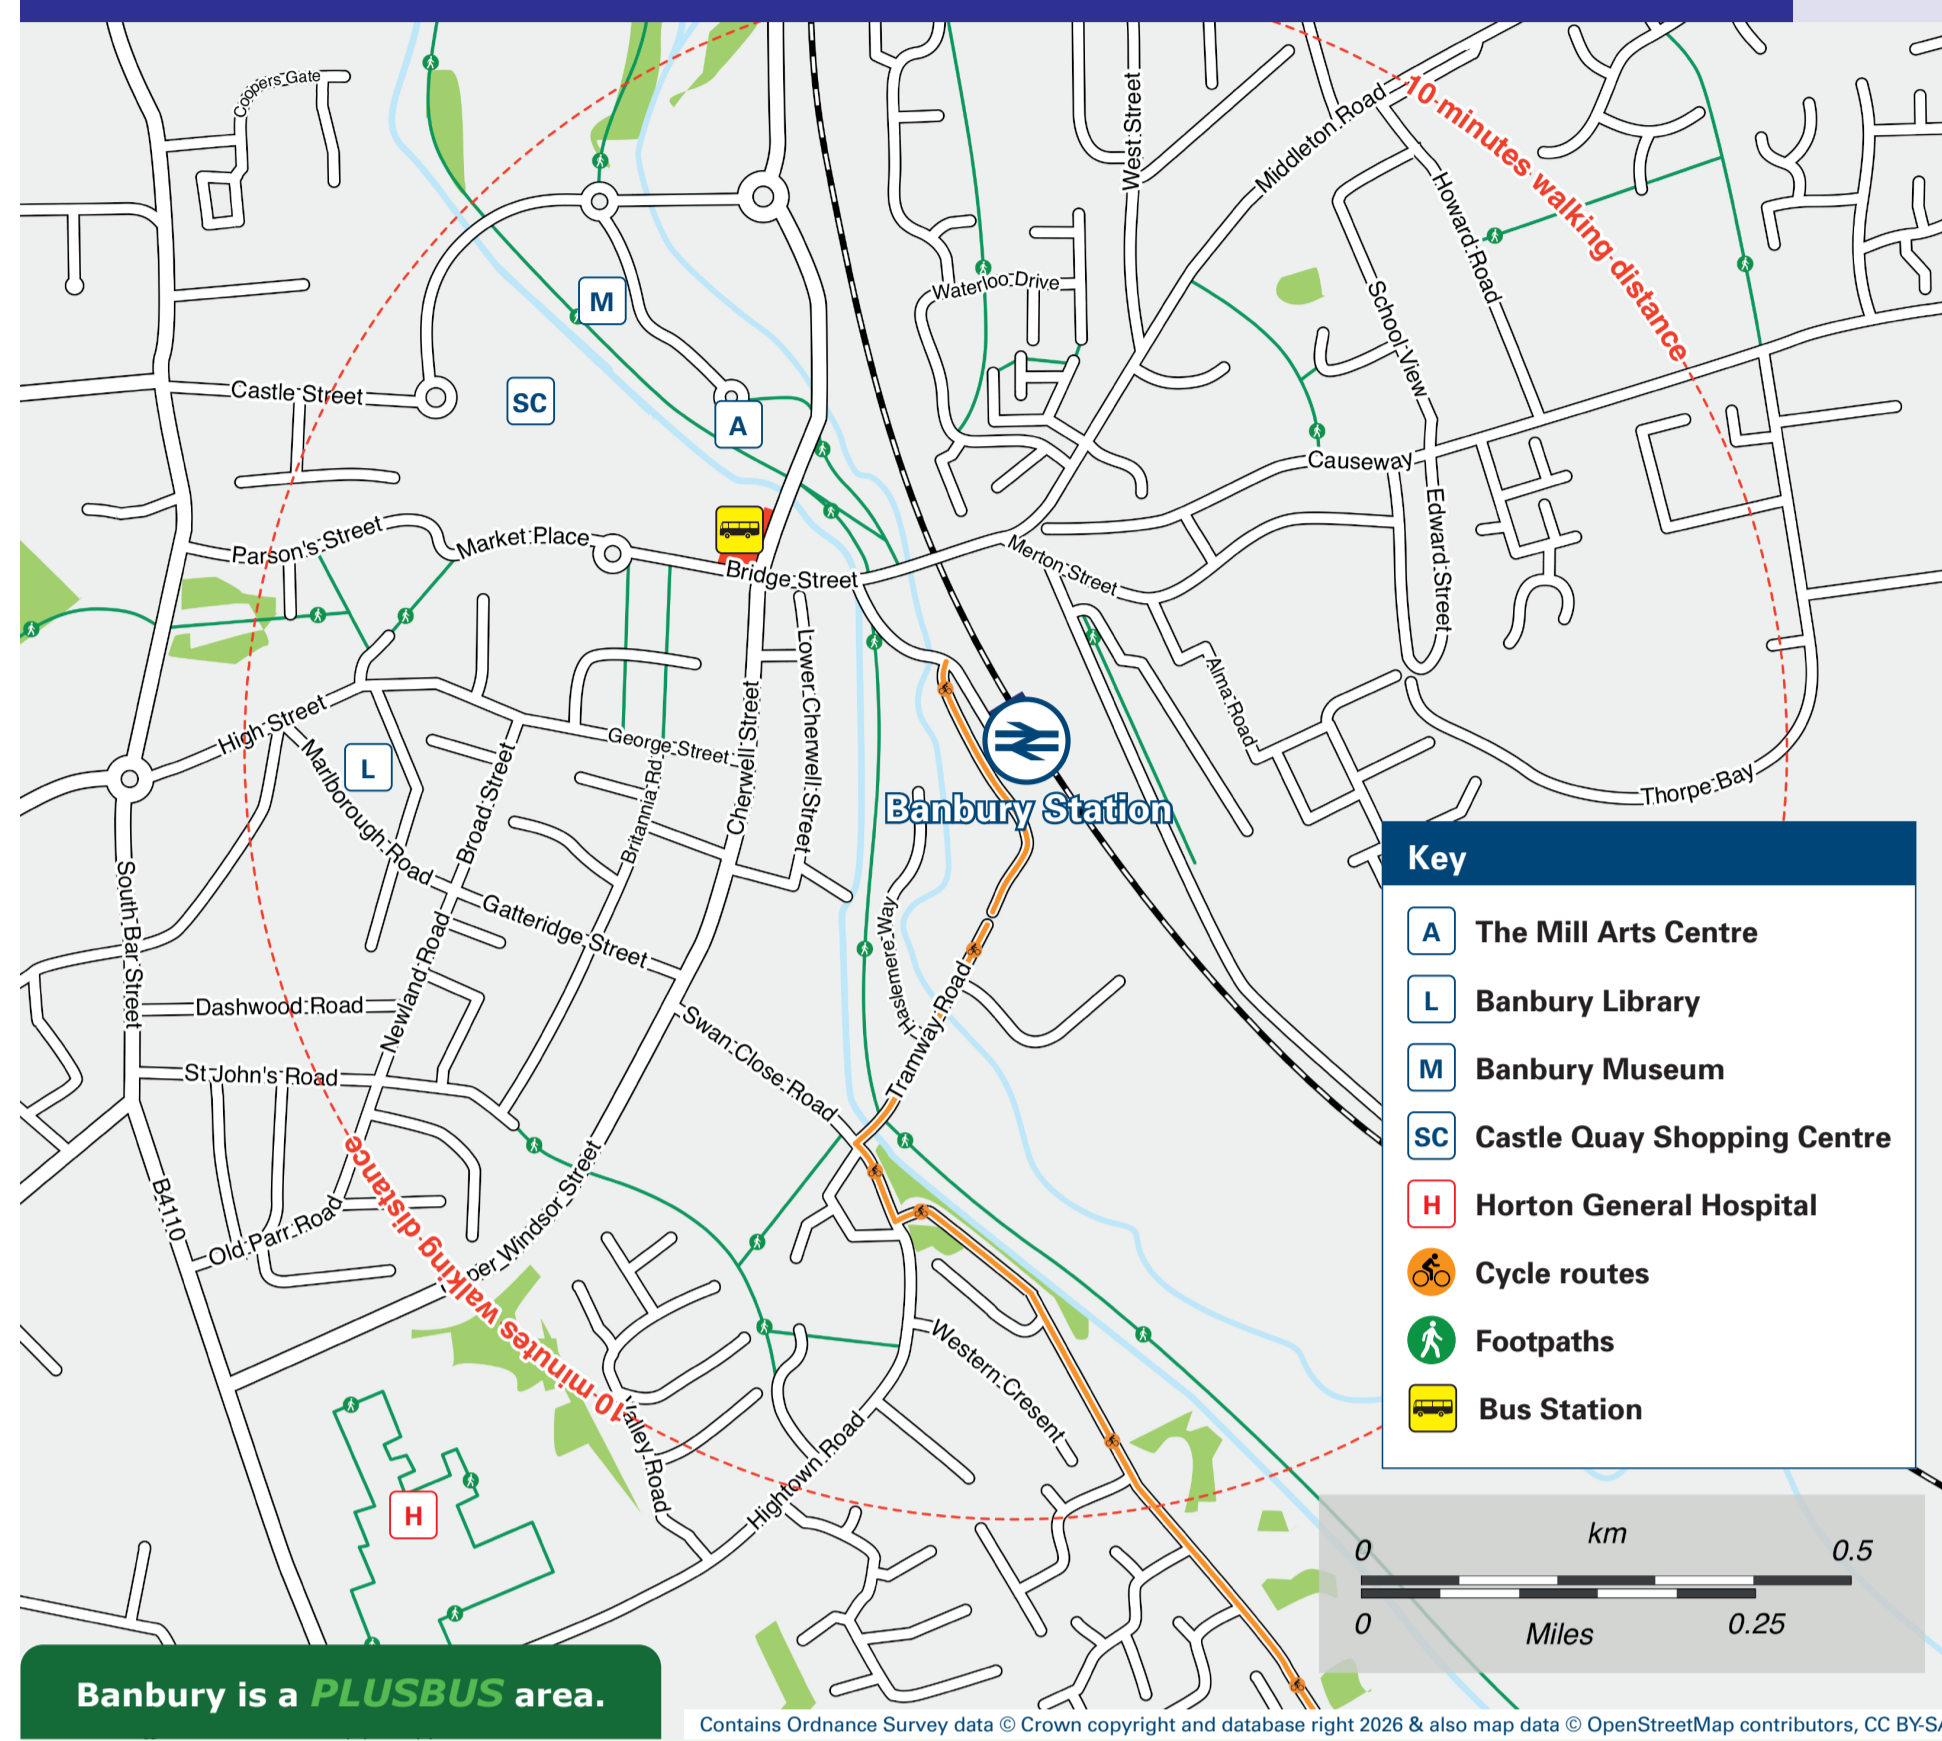 Coopers Gate
West Street
Middleton Road
10 minutes walking distance
Howard Road
M
Waterloo Drive
School View
Castle Street
SC
A
Causeway
Parson's Street
Market Place
Bridge Street
Merton Street
Edward Street
Lower Cherwell Street
Alma Road
High Street
George Street
Cherwell Street
Marlborough Road
L
Broad Street
Britannia Rd
Banbury Station
Thorpe Bay
South Bar Street
Gatteridge Street
Haslemere Way
Newland Road
Tramway Road
Dashwood Road
Swan Close Road
St John's Road
10 minutes walking distance
B4110
Old Parr Road
per Windsor Street
Western Cresent
Valley Road
Hightown Road
H
Key
A The Mill Arts Centre
L Banbury Library
M Banbury Museum
SC Castle Quay Shopping Centre
H Horton General Hospital
Cycle routes
Footpaths
Bus Station
km
0 0.5
0 0.25
Miles
Banbury is a PLUSBUS area.
Contains Ordnance Survey data © Crown copyright and database right 2026 & also map data © OpenStreetMap contributors, CC BY-SA